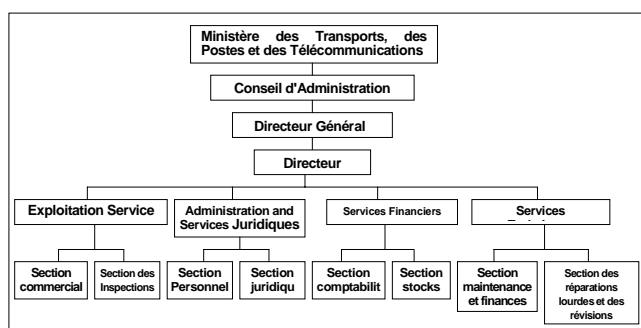 Ministère des Transports, des
Postes et des Télécommunications
Conseil d'Administration
Directeur Général
Directeur
Exploitation Service
Administration and
Services Juridiques
Services Financiers
Services
Section
commercial
Section des
Inspections
Section
Personnel
Section
juridiqu
Section
comptabilit
Section
stocks
Section
maintenance
et finances
Section des
réparations
lourdes et des
révisions